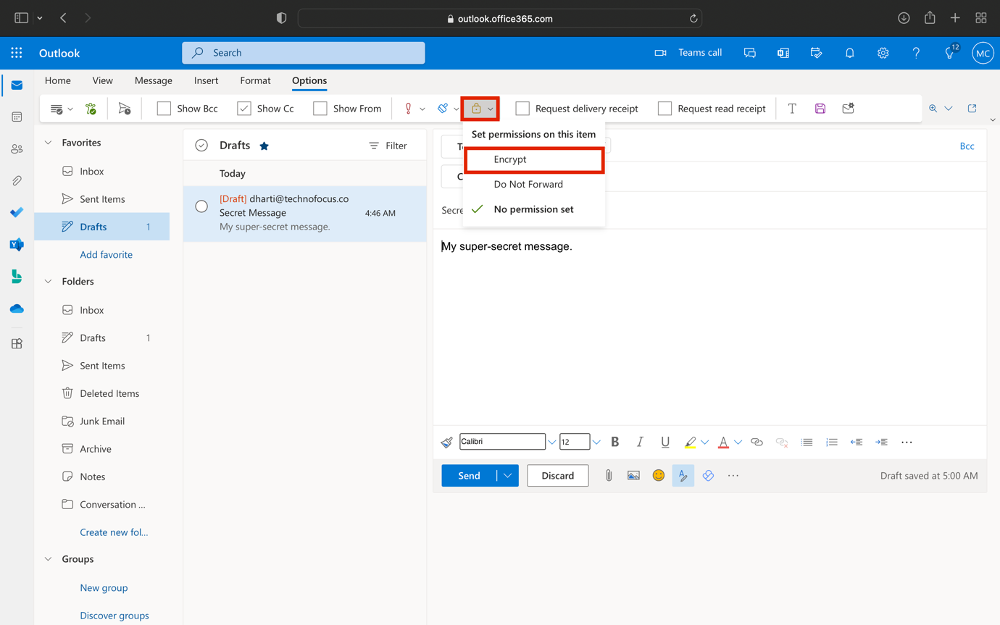 outlook.office365.com
Outlook
Search
Teams call
12
MC
Home View Message Insert Format Options
Show Bcc Show Cc Show From Request delivery receipt Request read receipt
Set permissions on this item
Encrypt
Do Not Forward
No permission set
Favorites
Inbox
Sent Items
Drafts 1
Add favorite
Folders
Inbox
Drafts 1
Sent Items
Deleted Items
Junk Email
Archive
Notes
Conversation ...
Create new fol...
Groups
New group
Discover groups
Drafts Filter
Today
[Draft] dharti@technofocus.co
Secret Message 4:46 AM
My super-secret message.
Bcc
My super-secret message.
Calibri 12 B I U A
Send Discard Draft saved at 5:00 AM